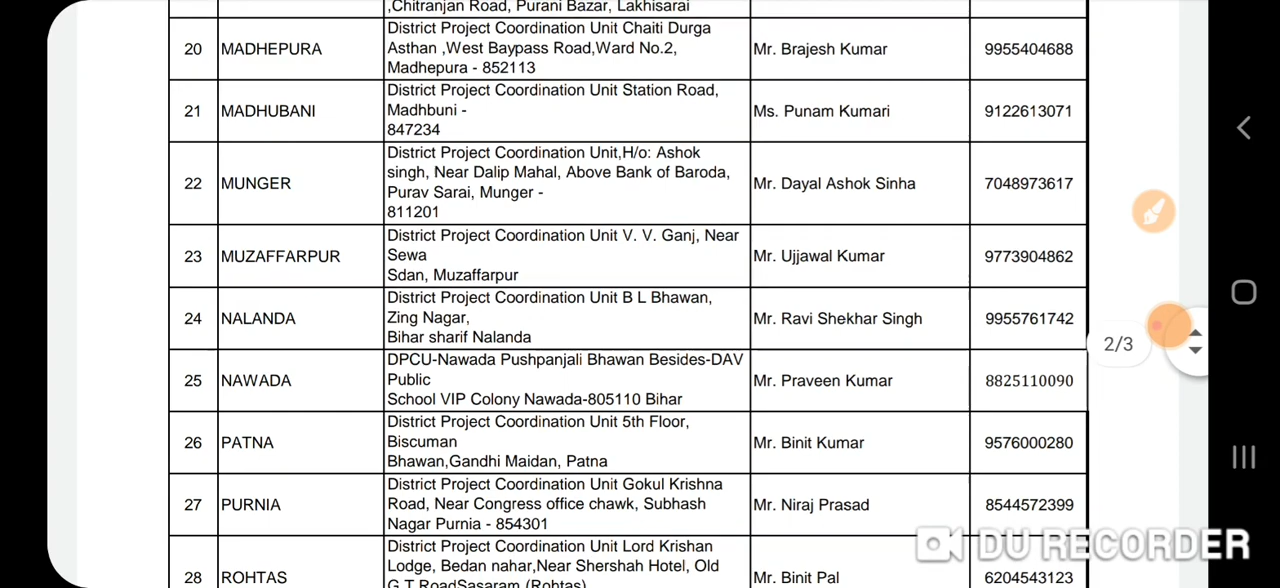 ,Chitranjan Road, Purani Bazar, Lakhisarai
20 MADHEPURA District Project Coordination Unit Chaiti Durga
Asthan ,West Baypass Road,Ward No.2,
Madhepura - 852113 Mr. Brajesh Kumar 9955404688
21 MADHUBANI District Project Coordination Unit Station Road,
Madhbuni -
847234 Ms. Punam Kumari 9122613071
22 MUNGER District Project Coordination Unit,H/o: Ashok
singh, Near Dalip Mahal, Above Bank of Baroda,
Purav Sarai, Munger -
811201 Mr. Dayal Ashok Sinha 7048973617
23 MUZAFFARPUR District Project Coordination Unit V. V. Ganj, Near
Sewa
Sdan, Muzaffarpur Mr. Ujjawal Kumar 9773904862
24 NALANDA District Project Coordination Unit B L Bhawan,
Zing Nagar,
Bihar sharif Nalanda Mr. Ravi Shekhar Singh 9955761742
2/3
25 NAWADA DPCU-Nawada Pushpanjali Bhawan Besides-DAV
Public
School VIP Colony Nawada-805110 Bihar Mr. Praveen Kumar 8825110090
26 PATNA District Project Coordination Unit 5th Floor,
Biscuman
Bhawan,Gandhi Maidan, Patna Mr. Binit Kumar 9576000280
27 PURNIA District Project Coordination Unit Gokul Krishna
Road, Near Congress office chawk, Subhash
Nagar Purnia - 854301 Mr. Niraj Prasad 8544572399
DU RECORDER
28 ROHTAS District Project Coordination Unit Lord Krishan
Lodge, Bedan nahar,Near Shershah Hotel, Old
G.T RoadSasaram (Rohtas) Mr. Binit Pal 6204543123